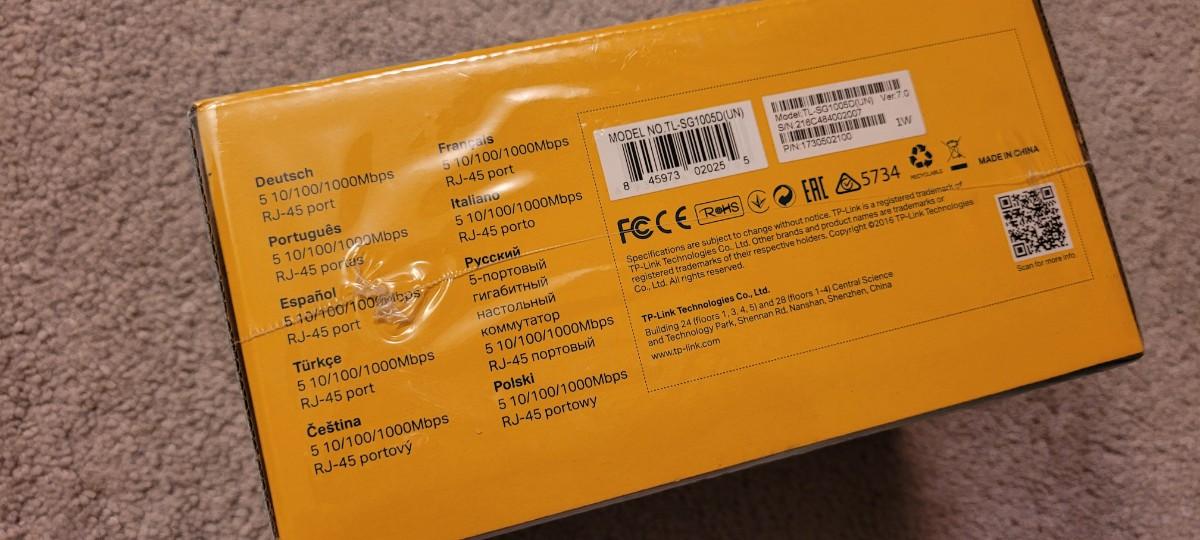 Deutsch
5 10/100/1000Mbps
RJ-45 port
Português
5 10/100/1000Mbps
RJ-45 portas
Español
5 10/100/1000Mbps
RJ-45 port
Türkçe
5 10/100/1000Mbps
RJ-45 port
Čeština
5 10/100/1000Mbps
RJ-45 portový
Français
5 10/100/1000Mbps
RJ-45 port
Italiano
5 10/100/1000Mbps
RJ-45 porto
Русский
5-портовый
гигабитный
настольный
коммутатор
5 10/100/1000Mbps
RJ-45 портовый
Polski
5 10/100/1000Mbps
RJ-45 portowy
MODEL NO.TL-SG1005D(UN)
8 45973 02025 5
Model:TL-SG1005D(UN) Ver:7.0
S/N:216C484002007
P/N:1730502100 1W
FC CE RoHS EAC 5734 RECYCLABLE MADE IN CHINA
Specifications are subject to change without notice. TP-Link is a registered trademark of
TP-Link Technologies Co., Ltd. Other brands and product names are trademarks or
registered trademarks of their respective holders. Copyright ©2016 TP-Link Technologies
Co., Ltd. All rights reserved.
Scan for more info
TP-Link Technologies Co., Ltd.
Building 24 (floors 1, 3, 4, 5) and 28 (floors 1-4) Central Science
and Technology Park, Shennan Rd, Nanshan, Shenzhen, China
www.tp-link.com